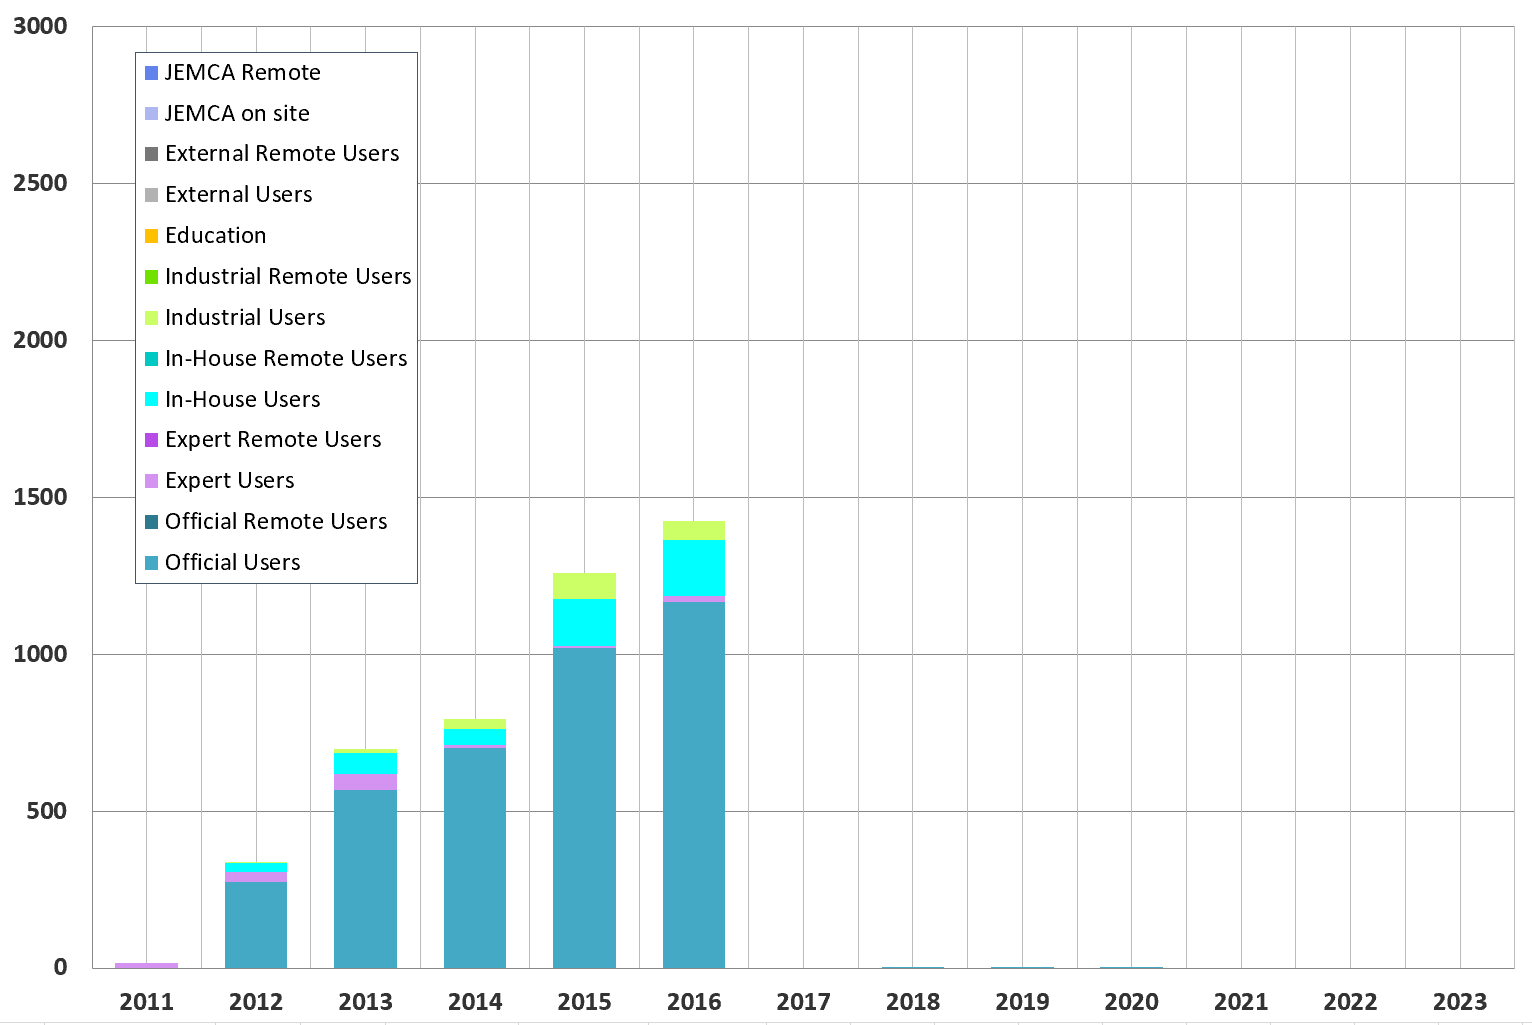 3000
2500
2000
1500
1000
500
0
JEMCA Remote
JEMCA on site
External Remote Users
External Users
Education
Industrial Remote Users
Industrial Users
In-House Remote Users
In-House Users
Expert Remote Users
Expert Users
Official Remote Users
Official Users
2011 2012 2013 2014 2015 2016 2017 2018 2019 2020 2021 2022 2023